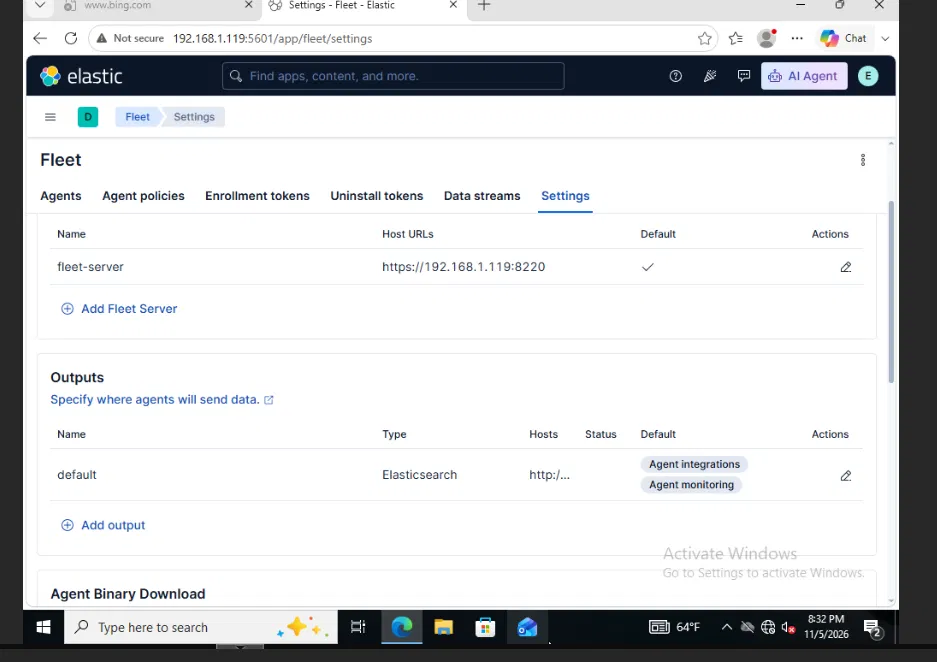 www.bing.com
Settings - Fleet - Elastic
Not secure 192.168.1.119:5601/app/fleet/settings
Chat
elastic
Find apps, content, and more.
AI Agent
E
D
Fleet
Settings
Fleet
Agents Agent policies Enrollment tokens Uninstall tokens Data streams Settings
Name Host URLs Default Actions
fleet-server https://192.168.1.119:8220
Add Fleet Server
Outputs
Specify where agents will send data.
Name Type Hosts Status Default Actions
default Elasticsearch http:/... Agent integrations
Agent monitoring
Add output
Activate Windows
Go to Settings to activate Windows.
Agent Binary Download
Type here to search
64°F
8:32 PM
11/5/2026
2